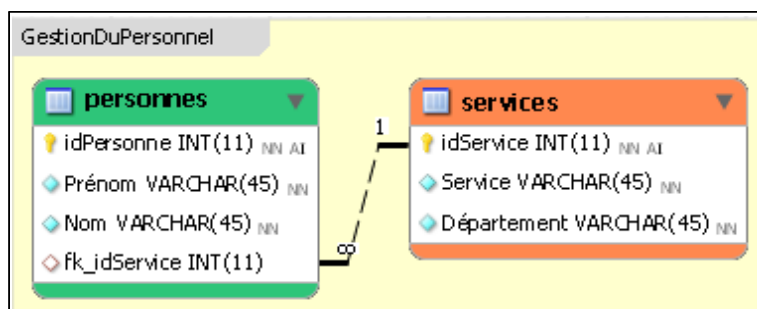 GestionDuPersonnel
personnes
idPersonne INT(11) NN AI
Prénom VARCHAR(45) NN
Nom VARCHAR(45) NN
fk_idService INT(11)
1
∞
services
idService INT(11) NN AI
Service VARCHAR(45) NN
Département VARCHAR(45) NN